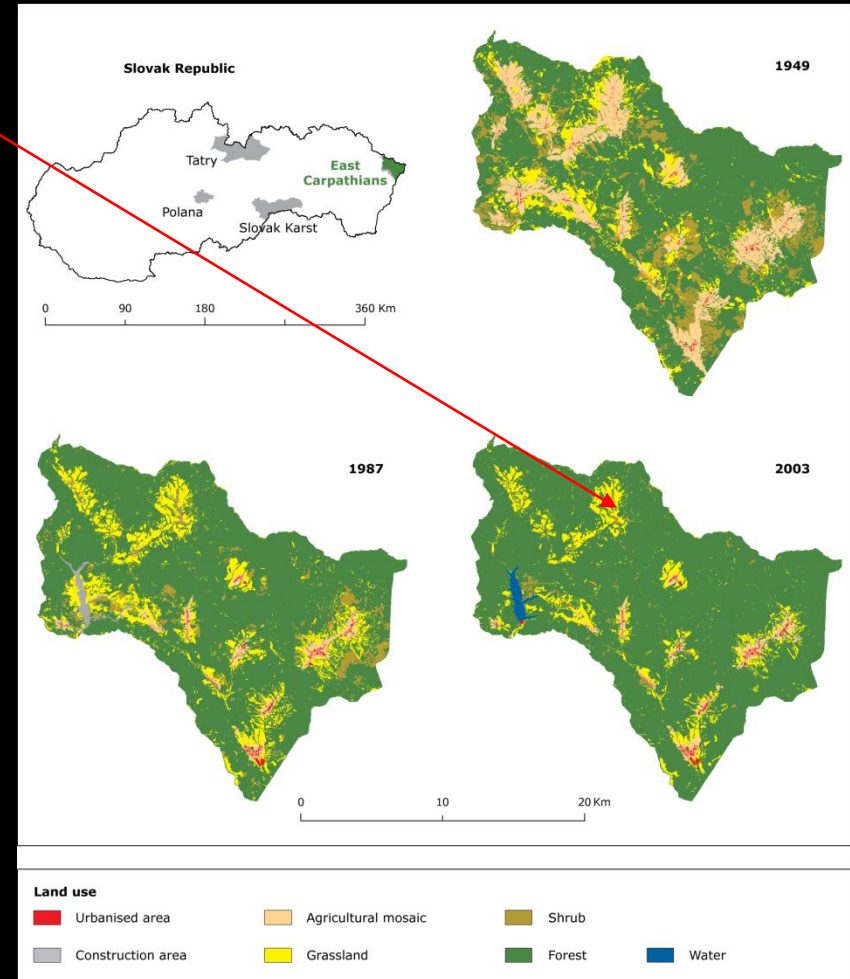 Slovak Republic
1949
Tatry
East
Carpathians
Polana
Slovak Karst
0 90 180 360 Km
1987
2003
0 10 20 Km
Land use
Urbanised area Agricultural mosaic Shrub
Construction area Grassland Forest Water